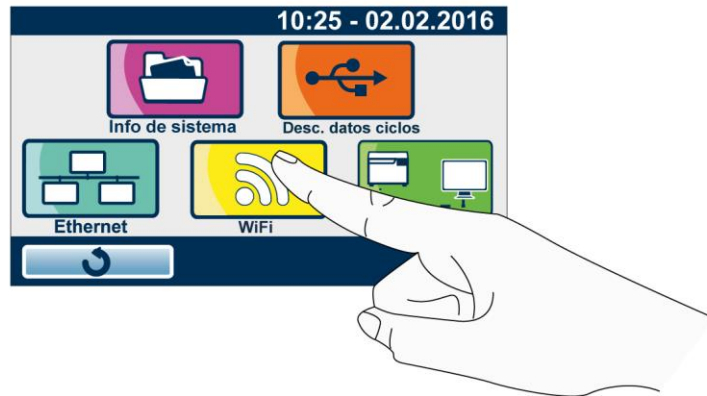 10:25 - 02.02.2016
Info de sistema
Desc. datos ciclos
Ethernet
WiFi